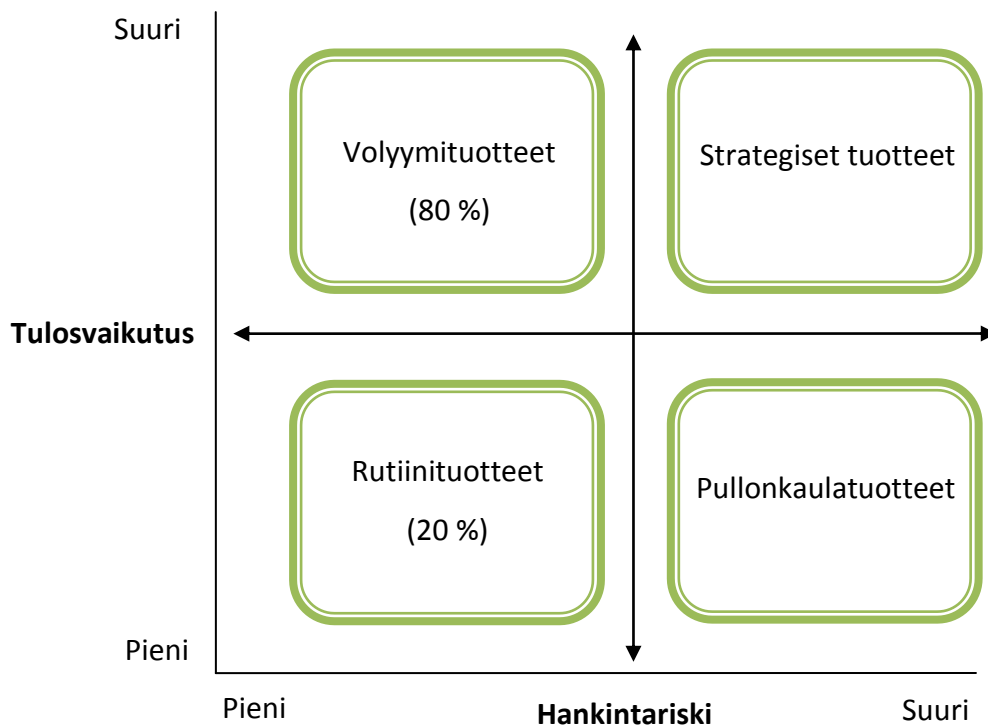 Suuri
Volyymituotteet
(80 %)
Strategiset tuotteet
Tulosvaikutus
Rutiinituotteet
(20 %)
Pullonkaulatuotteet
Pieni
Pieni
Hankintariski
Suuri